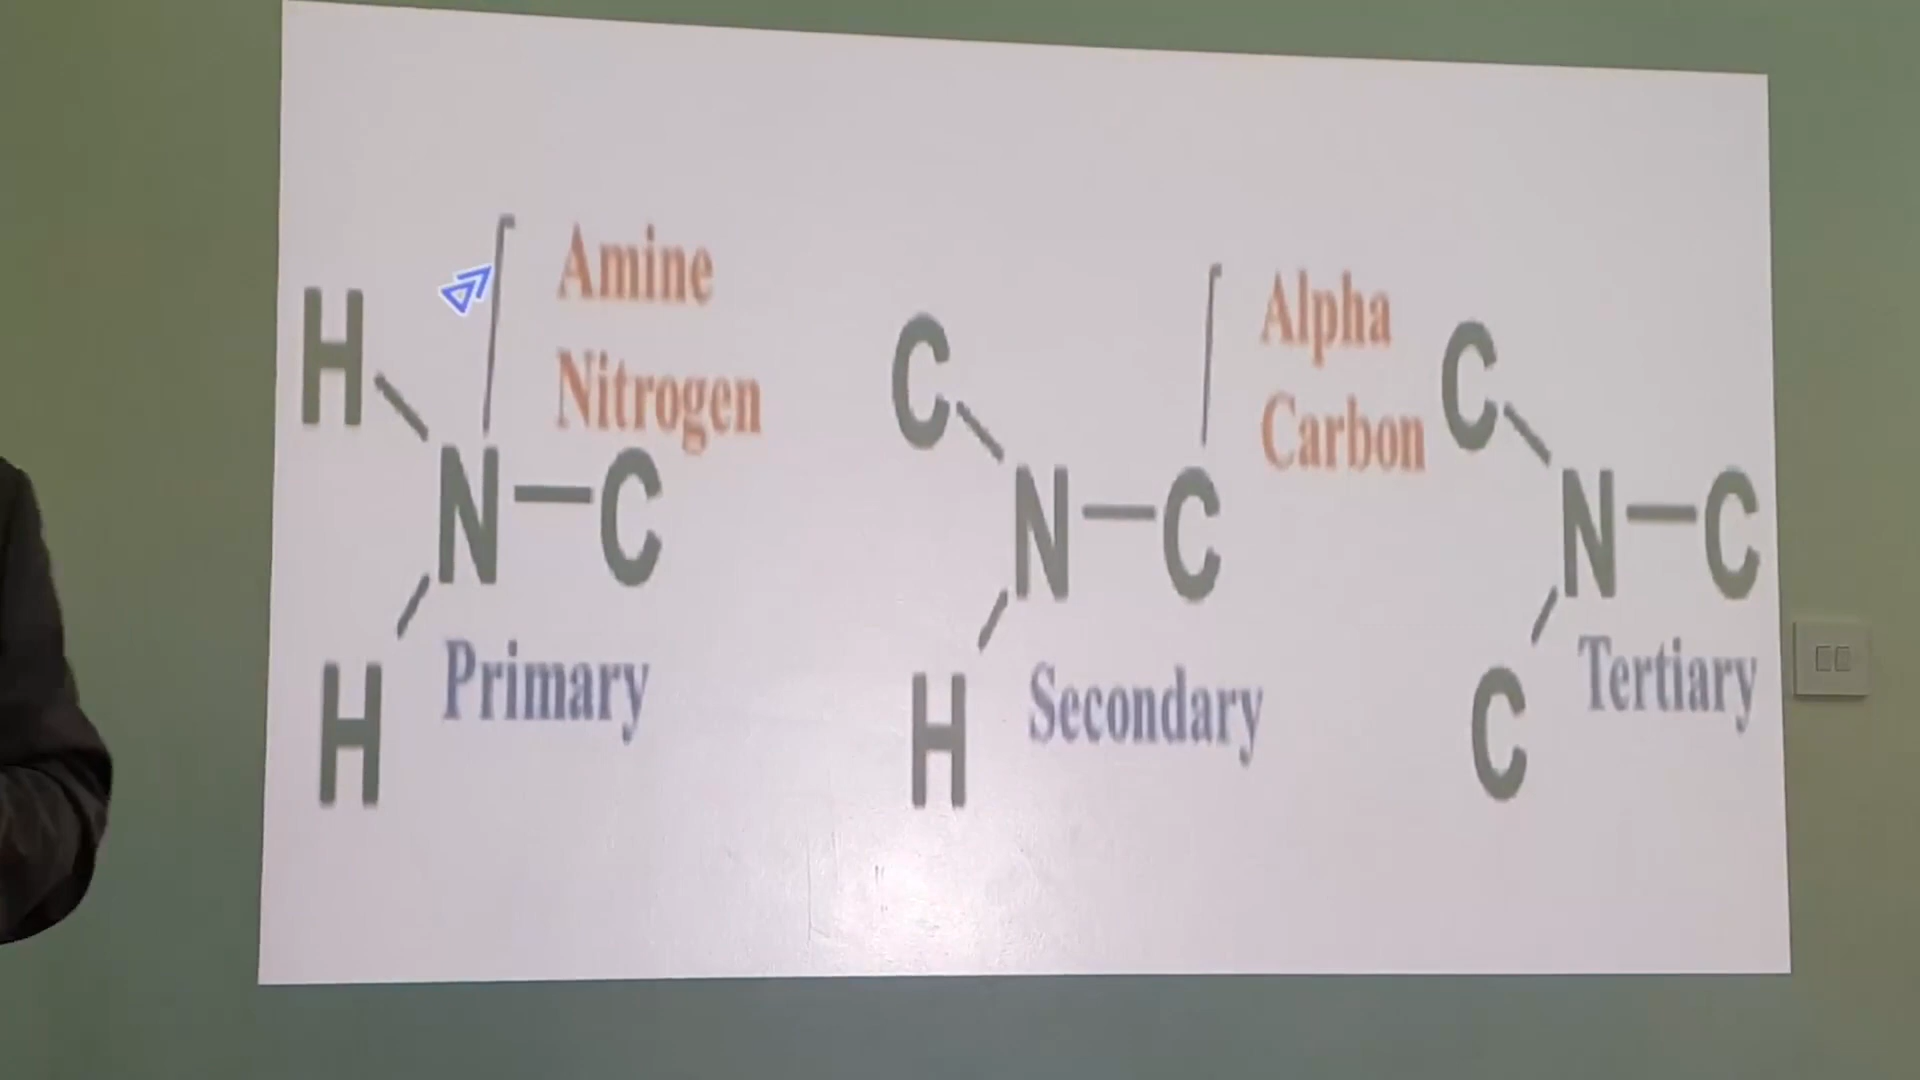 Amine
Nitrogen
H
N
C
H
Primary
Alpha
Carbon
C
N
C
H
Secondary
C
N
C
C
Tertiary